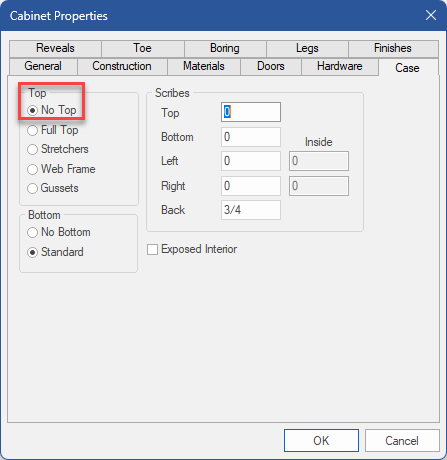 Cabinet Properties
Reveals Toe Boring Legs Finishes
General Construction Materials Doors Hardware Case
Top
No Top
Full Top
Stretchers
Web Frame
Gussets
Bottom
No Bottom
Standard
Scribes
Top 0
Bottom 0 Inside
Left 0 0
Right 0 0
Back 3/4
Exposed Interior
OK Cancel